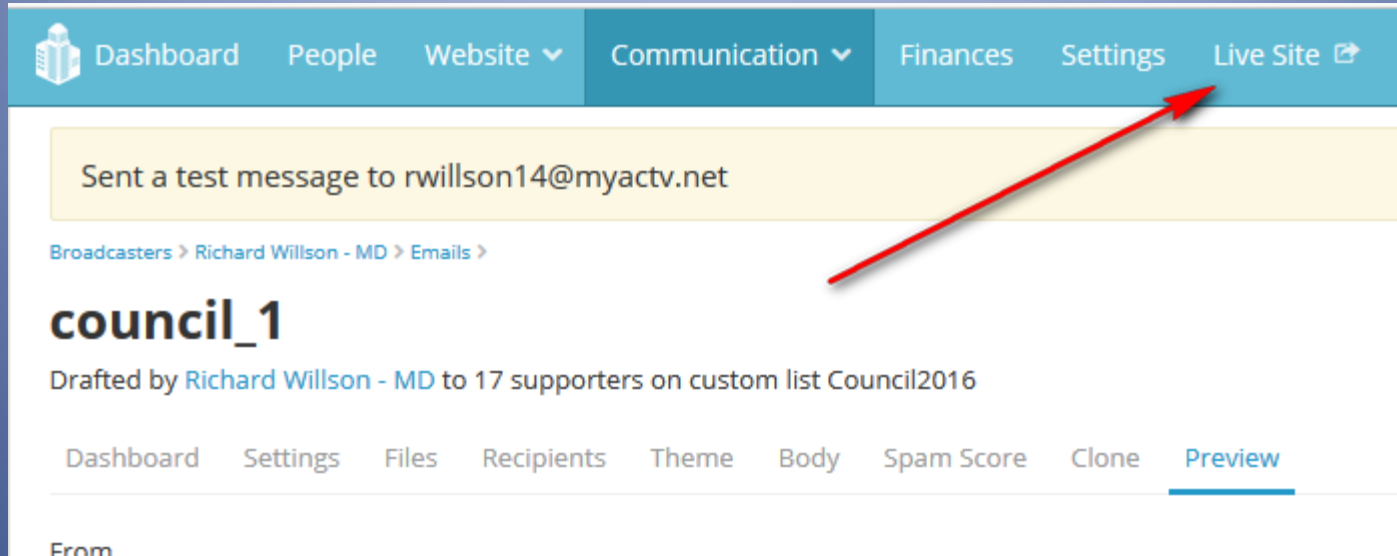 Dashboard People Website Communication Finances Settings Live Site
Sent a test message to rwillson14@myactv.net
Broadcasters > Richard Willson - MD > Emails >
council_1
Drafted by Richard Willson - MD to 17 supporters on custom list Council2016
Dashboard Settings Files Recipients Theme Body Spam Score Clone Preview
From